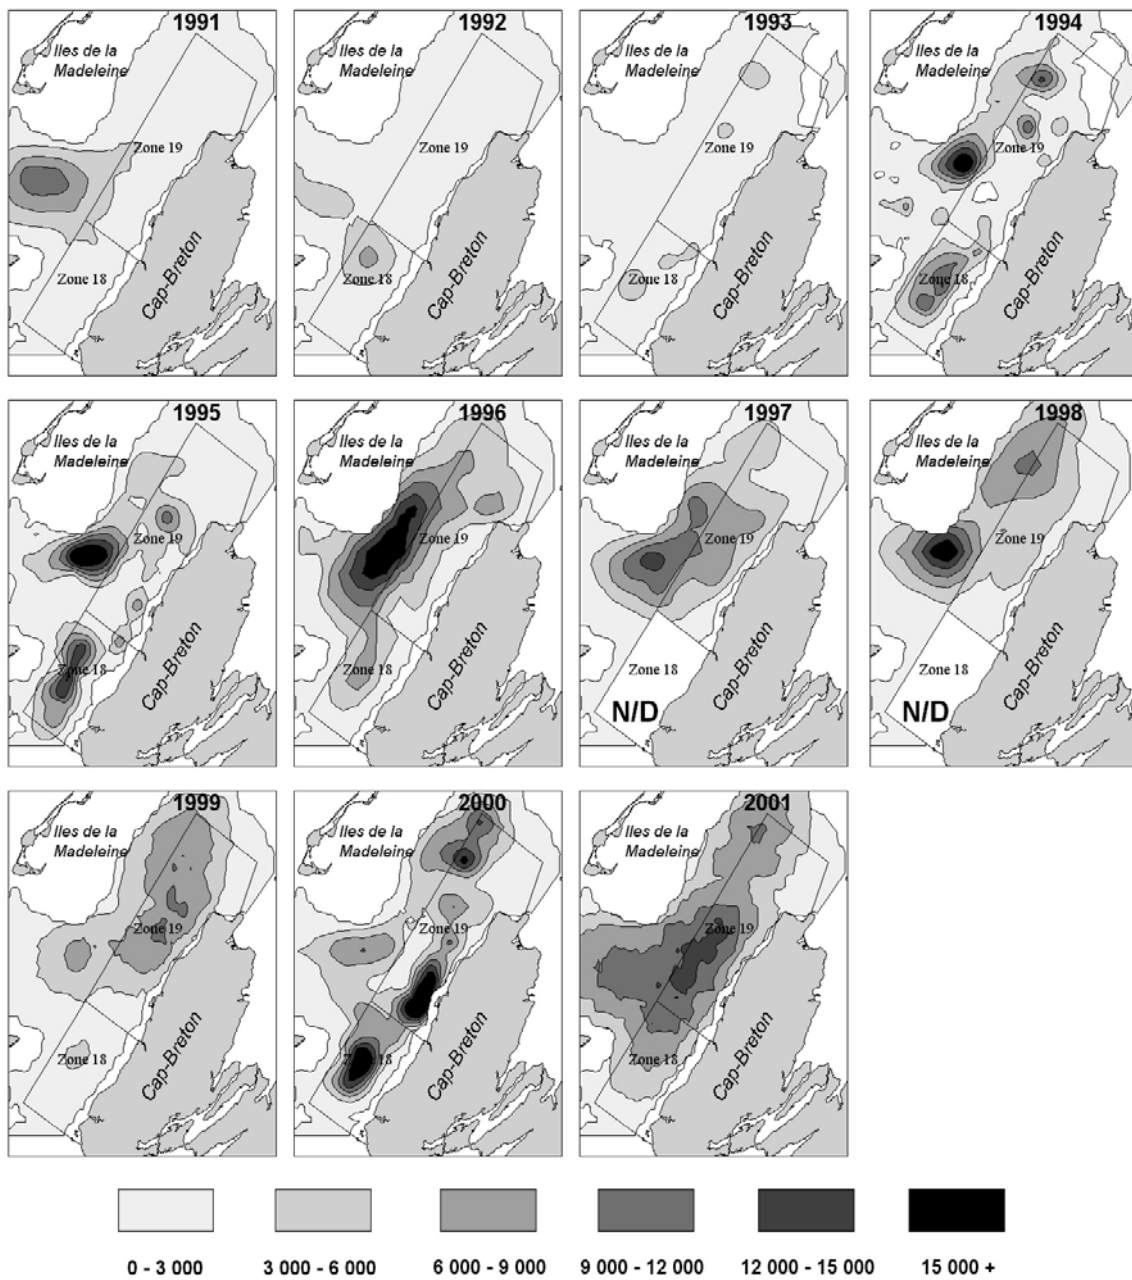 1991
Iles de la
Madeleine
Zone 19
Zone 18
Cap-Breton
1992
Iles de la
Madeleine
Zone 19
Zone 18
Cap-Breton
1993
Iles de la
Madeleine
Zone 19
Zone 18
Cap-Breton
1994
Iles de la
Madeleine
Zone 19
Zone 18
Cap-Breton
1995
Iles de la
Madeleine
Zone 19
Zone 18
Cap-Breton
1996
Iles de la
Madeleine
Zone 19
Zone 18
Cap-Breton
1997
Iles de la
Madeleine
Zone 19
Zone 18
Cap-Breton
N/D
1998
Iles de la
Madeleine
Zone 19
Zone 18
Cap-Breton
N/D
1999
Iles de la
Madeleine
Zone 19
Zone 18
Cap-Breton
2000
Iles de la
Madeleine
Zone 19
Zone 18
Cap-Breton
2001
Iles de la
Madeleine
Zone 19
Zone 18
Cap-Breton
0 - 3 000 3 000 - 6 000 6 000 - 9 000 9 000 - 12 000 12 000 - 15 000 15 000 +